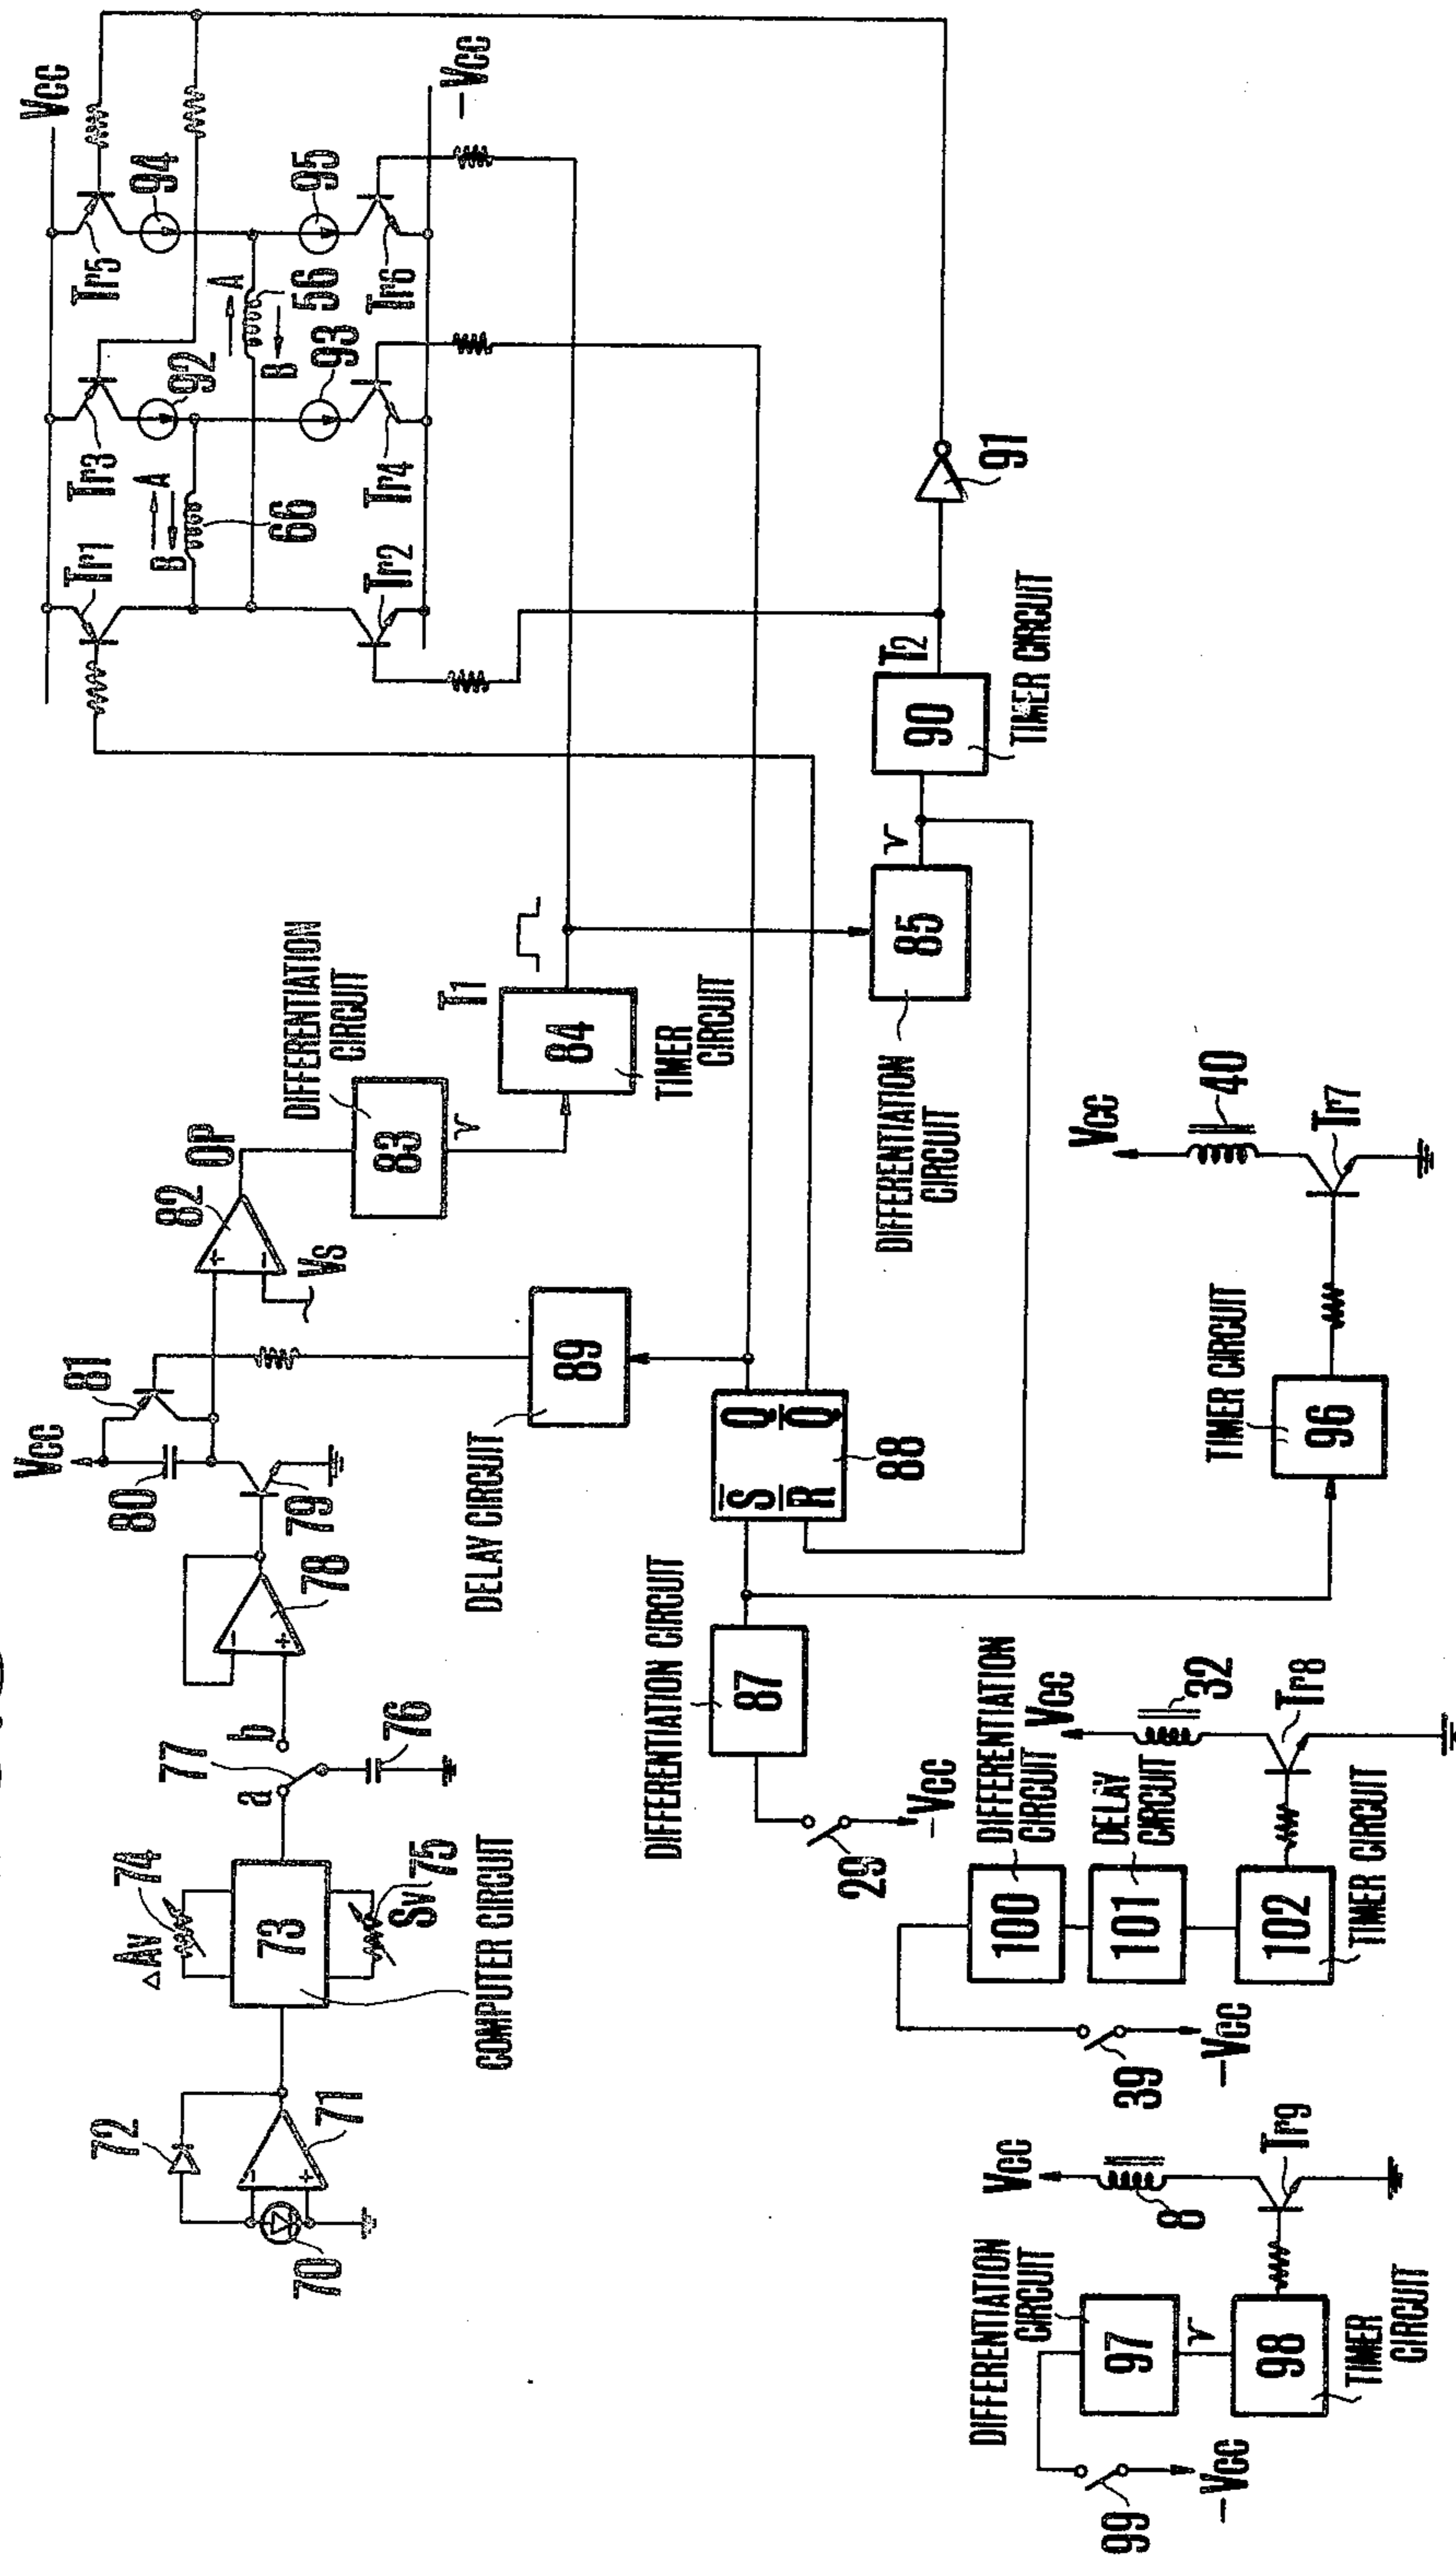 Vcc
-Vcc
Tr1
Tr3
Tr5
92
94
B
A
66
A
B
56
93
95
Tr2
Tr4
Tr6
72
71
70
ΔAv
74
73
Sv
75
COMPUTER CIRCUIT
a
77
b
76
78
79
80
Vcc
81
82
OP
Vs
DIFFERENTIATION
CIRCUIT
83
T1
84
TIMER
CIRCUIT
DELAY CIRCUIT
89
DIFFERENTIATION CIRCUIT
87
29
-Vcc
S
R
Q
Q
88
DIFFERENTIATION
CIRCUIT
85
90
T2
TIMER CIRCUIT
91
TIMER CIRCUIT
96
Vcc
40
Tr7
DIFFERENTIATION
CIRCUIT
100
DELAY
CIRCUIT
101
102
TIMER CIRCUIT
39
-Vcc
Vcc
32
Tr8
DIFFERENTIATION
CIRCUIT
97
98
TIMER
CIRCUIT
99
-Vcc
Vcc
8
Tr9